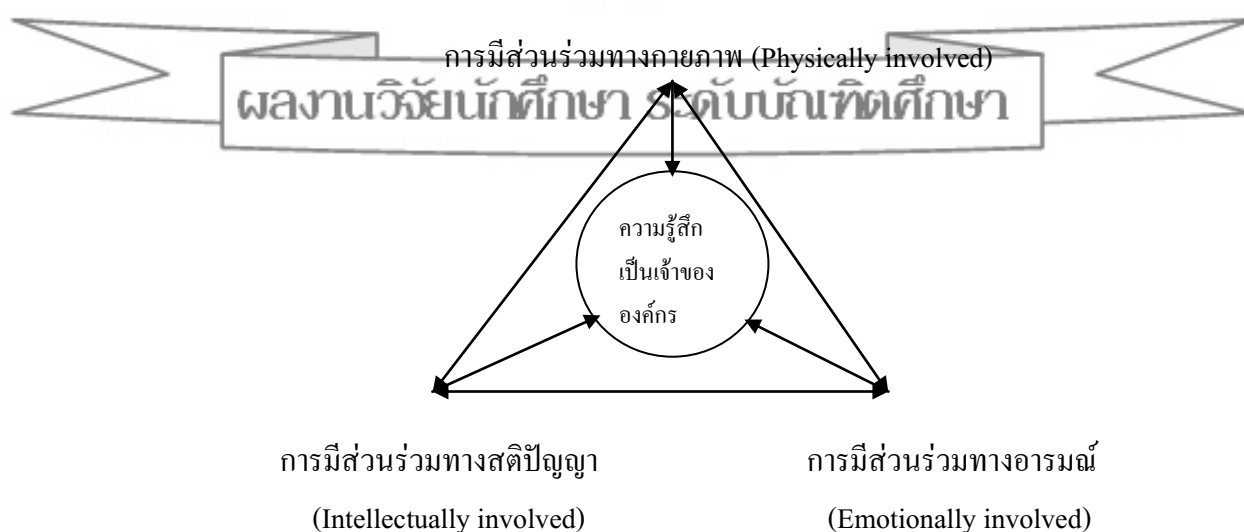 การมีส่วนร่วมทางกายภาพ (Physically involved)
ผลงานวิจัยนักศึกษา ระดับบัณฑิตศึกษา
ความรู้สึก
เป็นเจ้าของ
องค์กร
การมีส่วนร่วมทางสติปัญญา
(Intellectually involved)
การมีส่วนร่วมทางอารมณ์
(Emotionally involved)